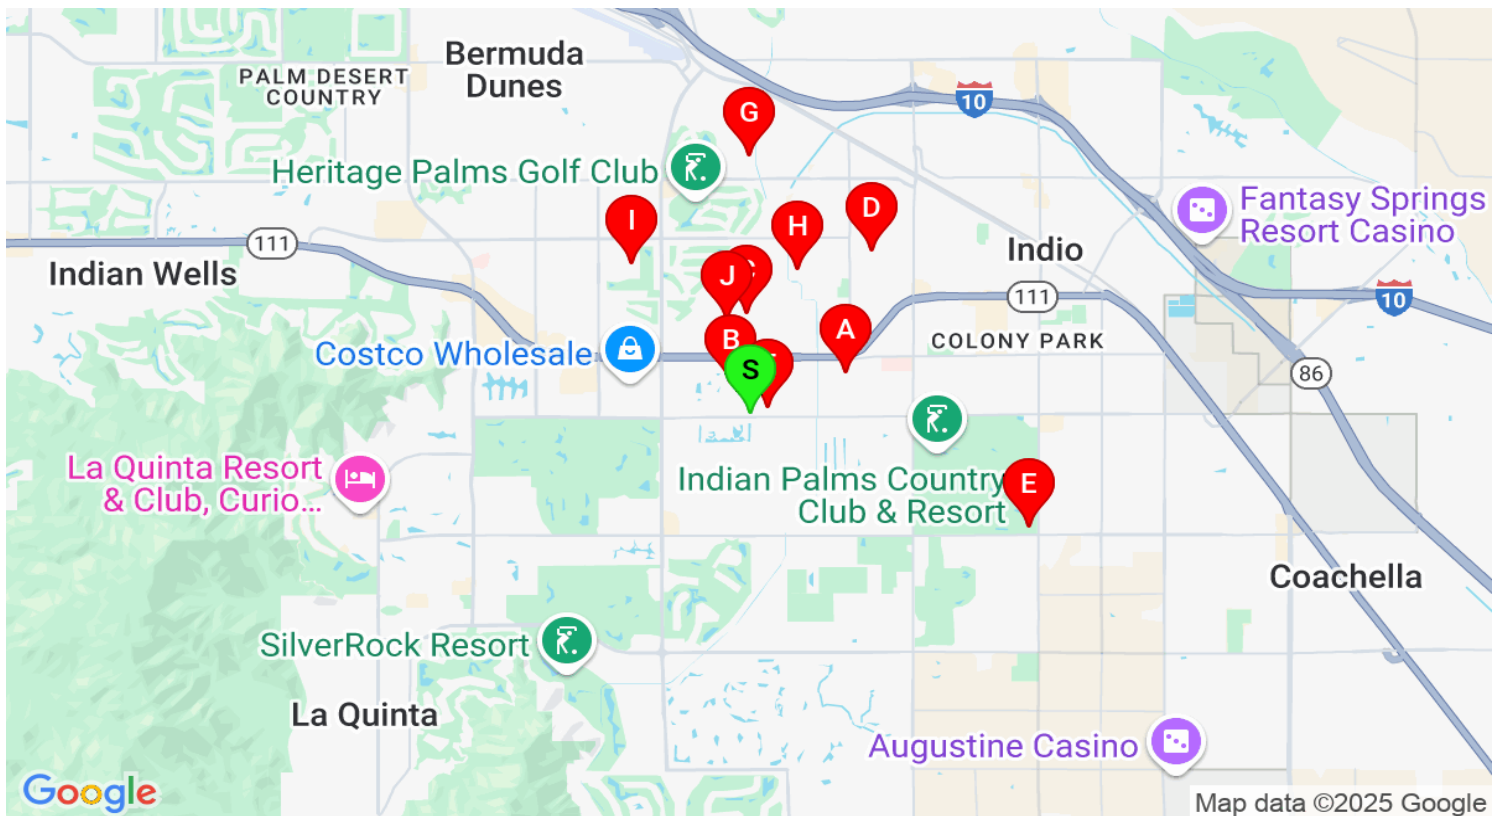 Bermuda
Dunes
PALM DESERT
COUNTRY
10
G
Heritage Palms Golf Club
Fantasy Springs
Resort Casino
I
H
D
111
Indian Wells
Indio
J
111
10
B
A
COLONY PARK
Costco Wholesale
S
86
La Quinta Resort
& Club, Curio...
Indian Palms Country
Club & Resort
E
Coachella
SilverRock Resort
La Quinta
Augustine Casino
Google
Map data ©2025 Google